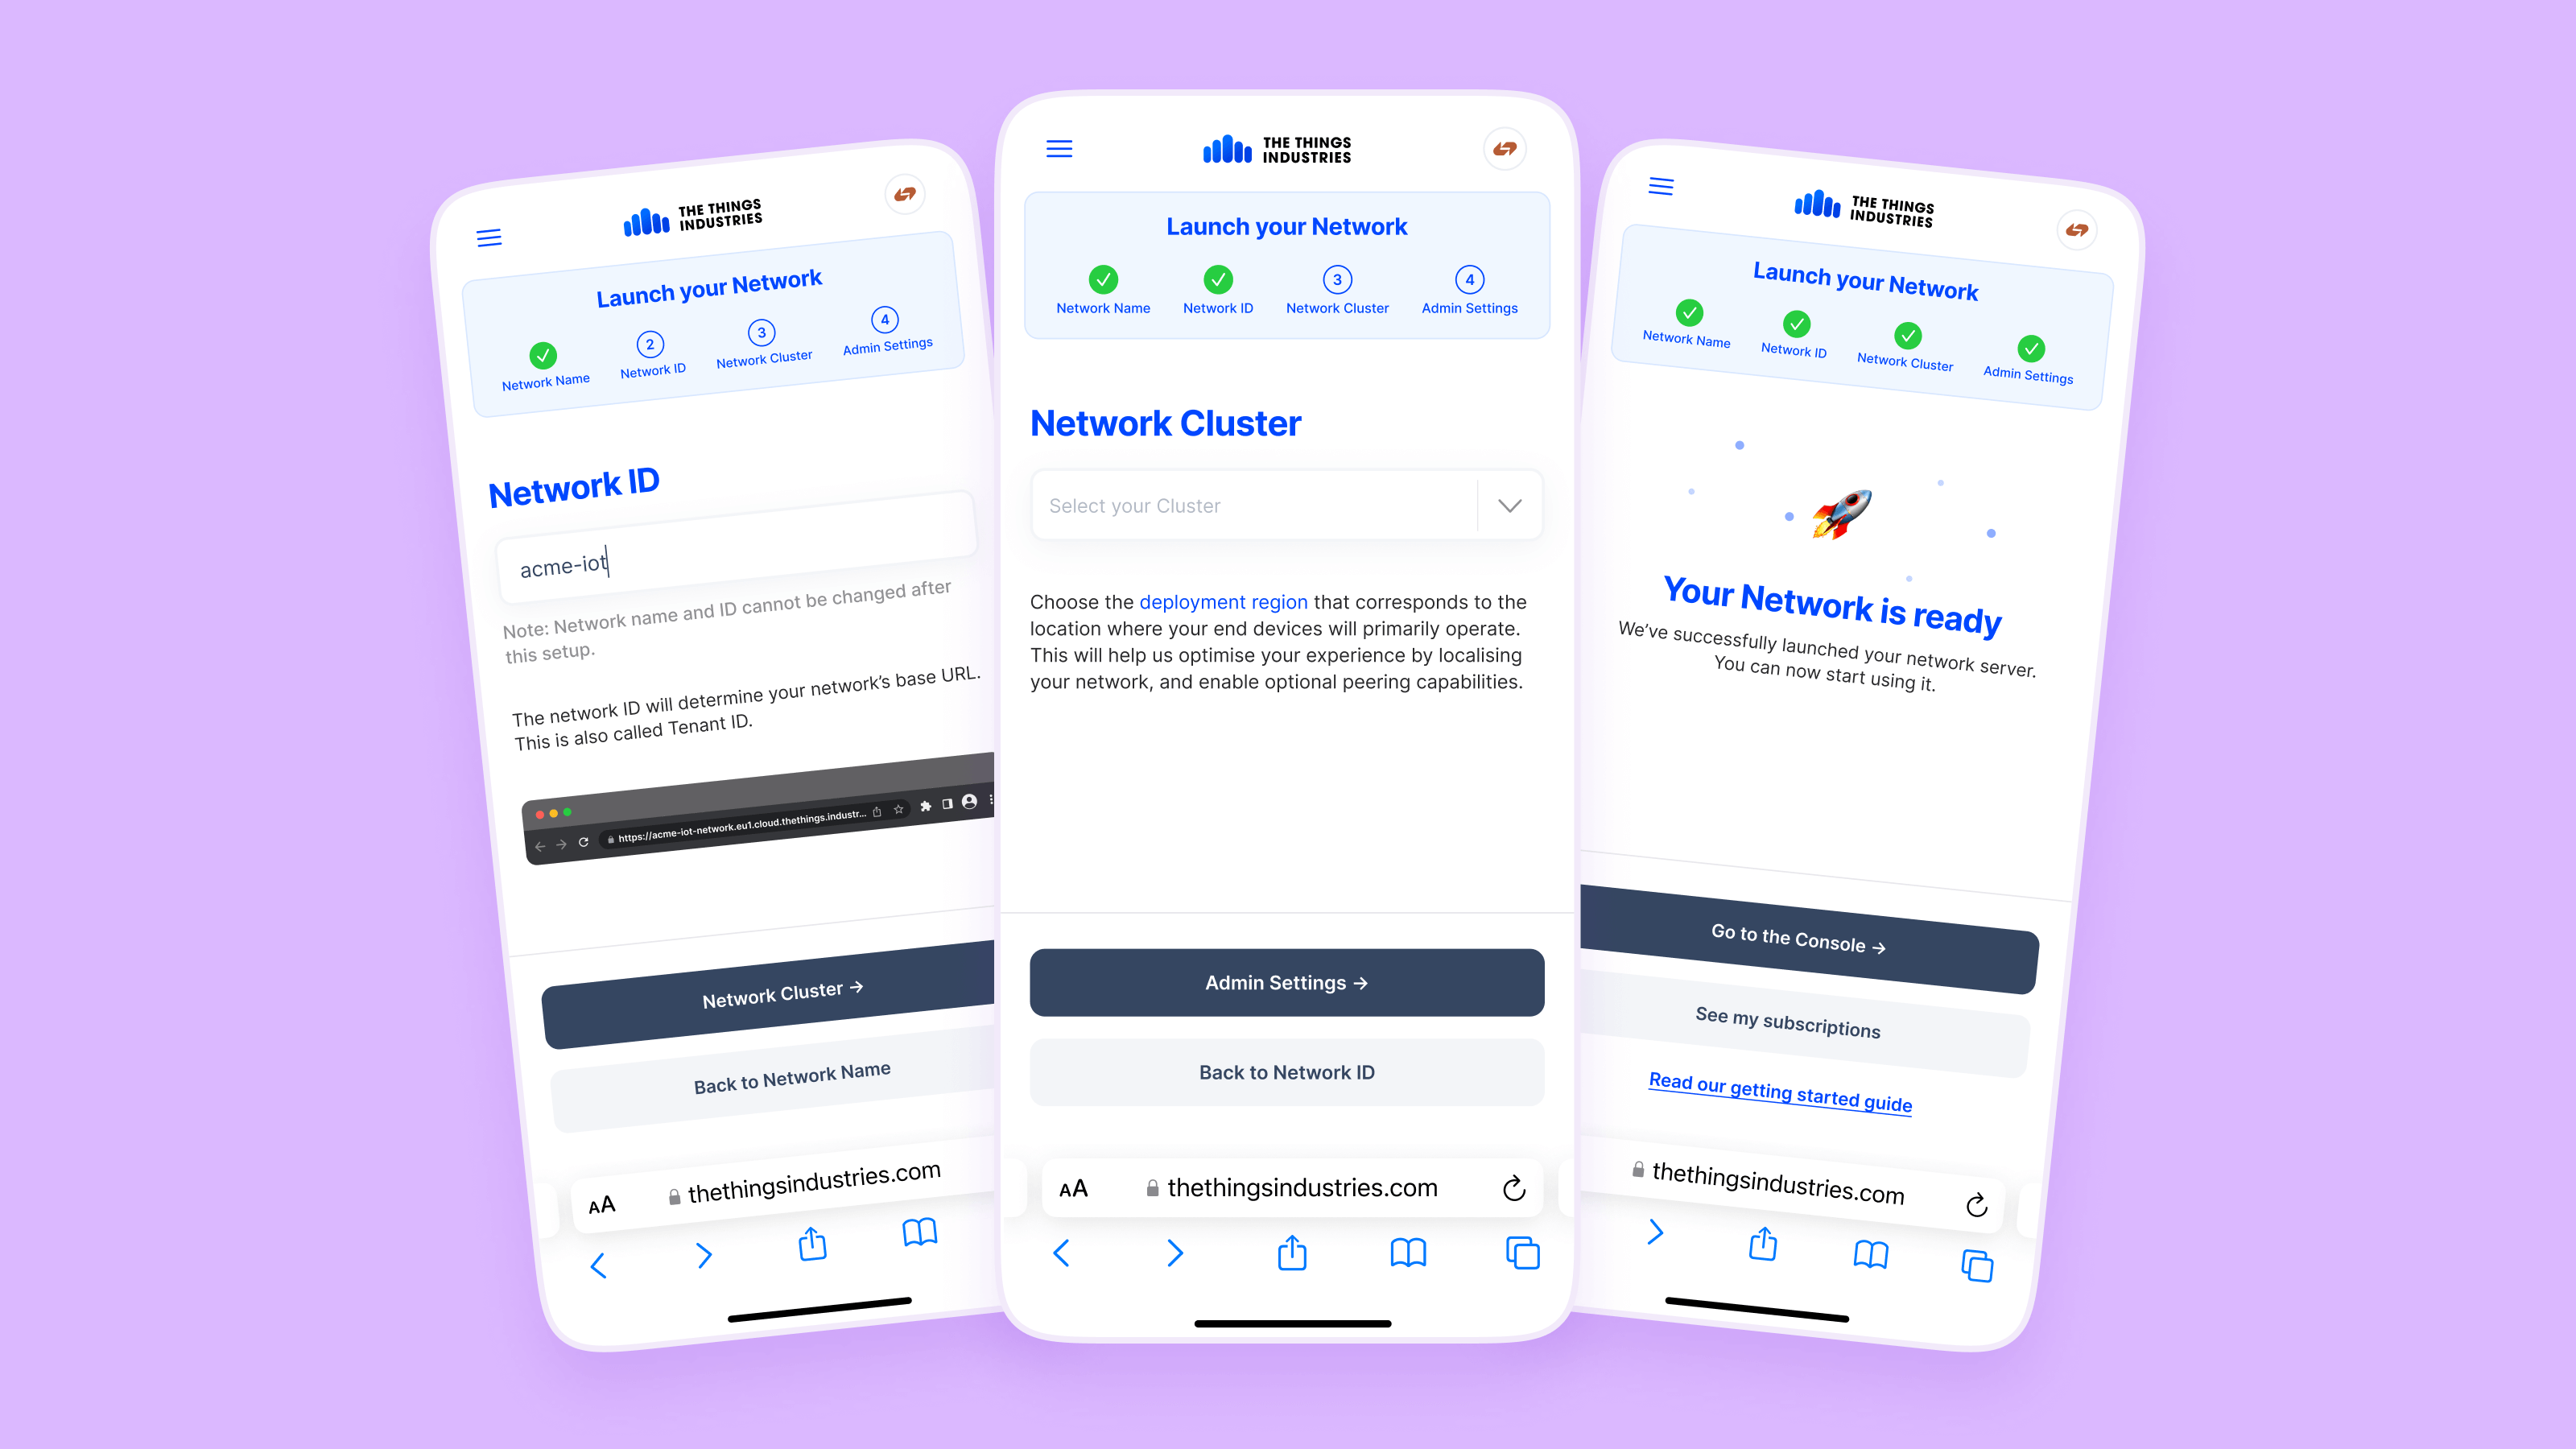 THE THINGS
INDUSTRIES
Launch your Network
2
3
4
Network Name
Network ID
Network Cluster
Admin Settings
Network ID
acme-iot
Note: Network name and ID cannot be changed after
this setup.
The network ID will determine your network’s base URL.
This is also called Tenant ID.
https://acme-iot-network.eu1.cloud.thethings.industr...
Network Cluster →
Back to Network Name
AA
thethingsindustries.com
THE THINGS
INDUSTRIES
Launch your Network
3
4
Network Name
Network ID
Network Cluster
Admin Settings
Network Cluster
Select your Cluster
Choose the deployment region that corresponds to the
location where your end devices will primarily operate.
This will help us optimise your experience by localising
your network, and enable optional peering capabilities.
Admin Settings →
Back to Network ID
AA
thethingsindustries.com
THE THINGS
INDUSTRIES
Launch your Network
Network Name
Network ID
Network Cluster
Admin Settings
Your Network is ready
We’ve successfully launched your network server.
You can now start using it.
Go to the Console →
See my subscriptions
Read our getting started guide
thethingsindustries.com